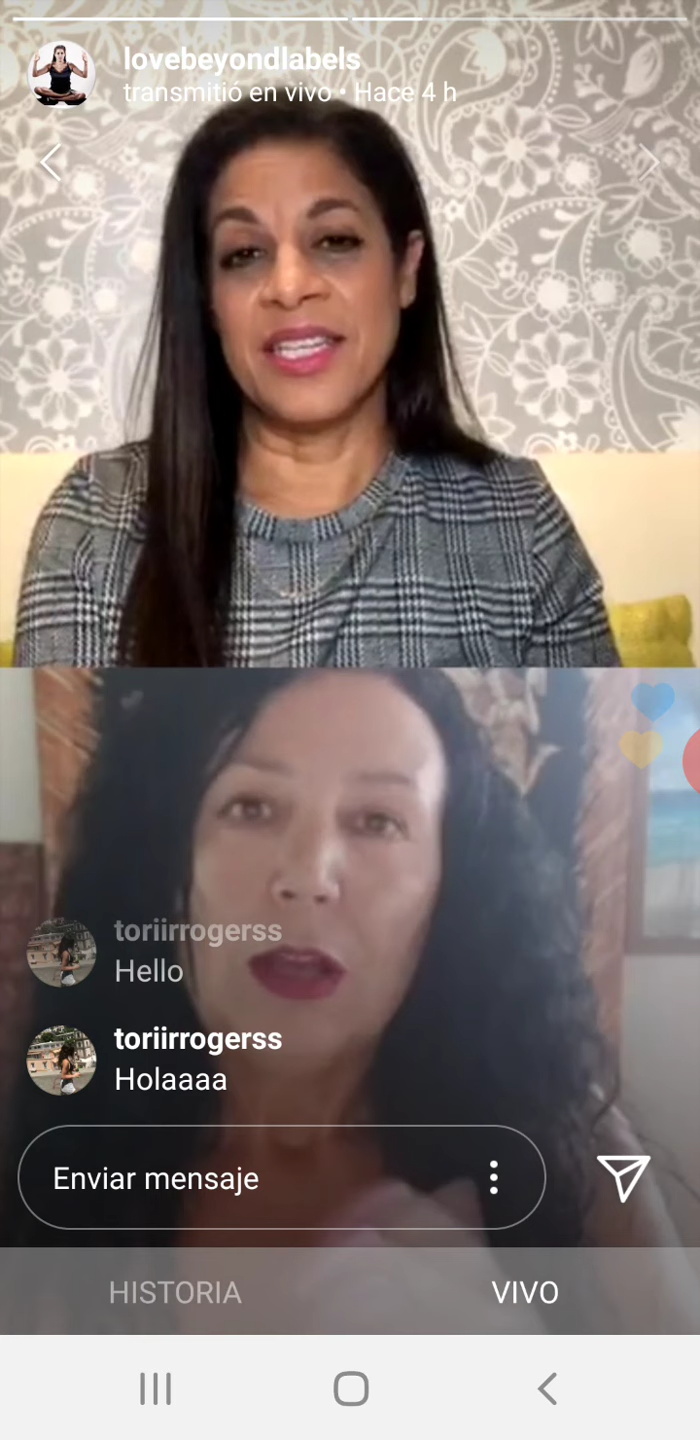 lovebeyondlabels
transmitió en vivo • Hace 4 h
toriirrogerss
Hello
toriirrogerss
Holaaaa
Enviar mensaje
HISTORIA
VIVO